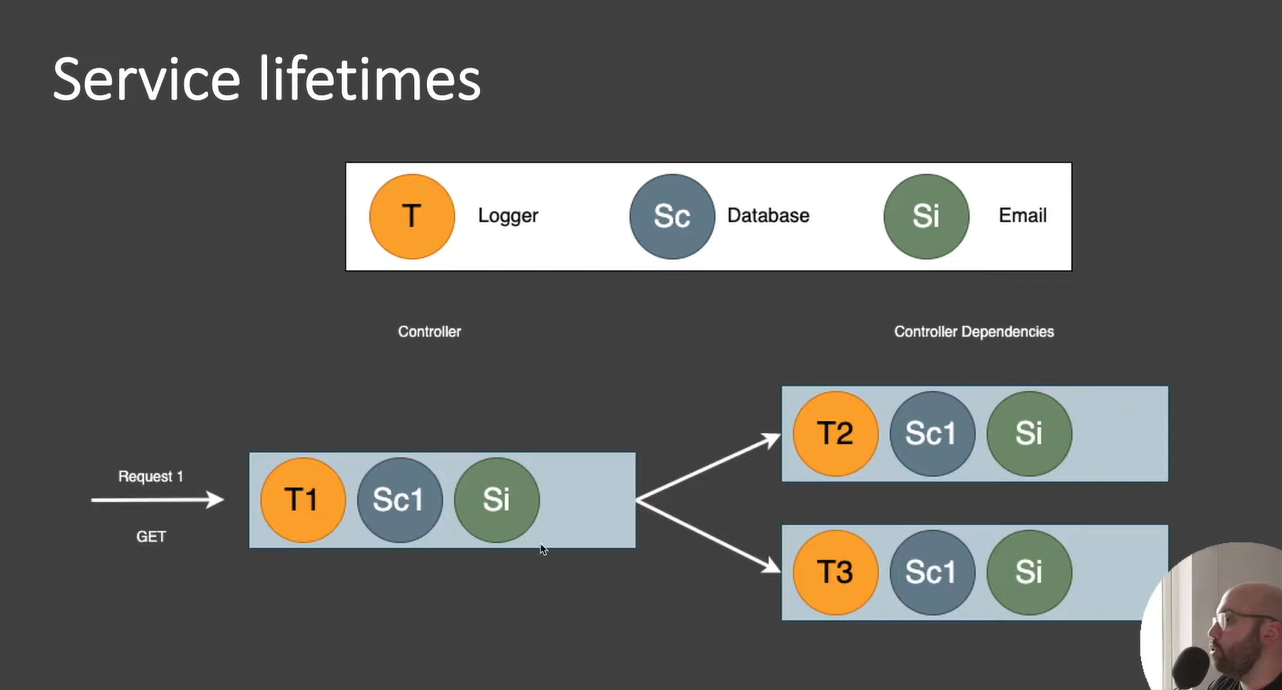 Service lifetimes
T Logger Sc Database Si Email
Controller Controller Dependencies
Request 1
GET
T1 Sc1 Si
T2 Sc1 Si
T3 Sc1 Si